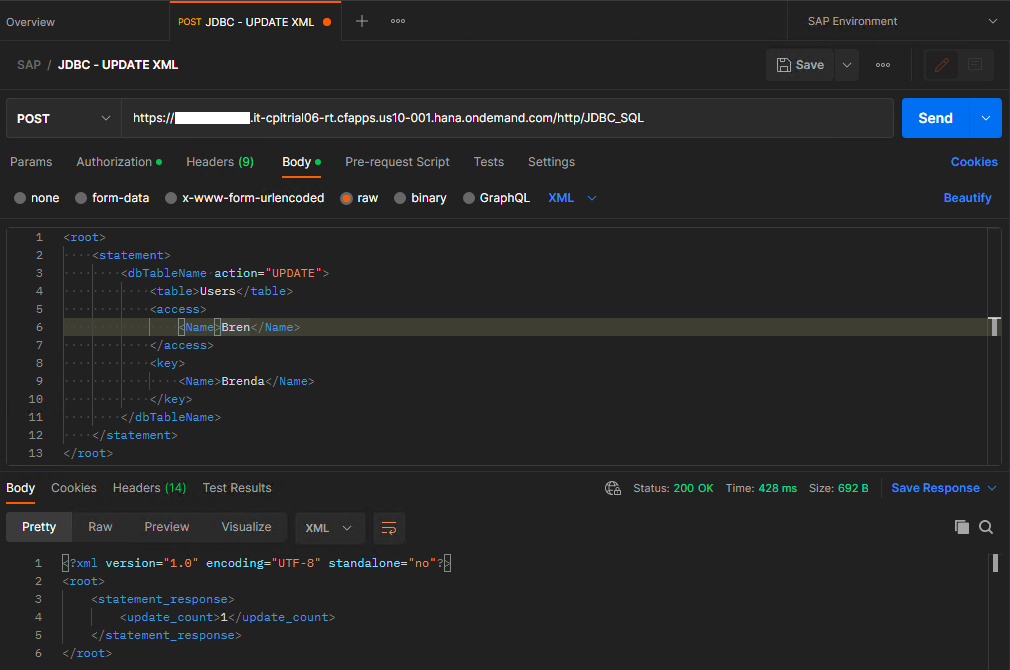 Overview POST JDBC - UPDATE XML SAP Environment
SAP / JDBC - UPDATE XML Save
POST https:// .it-cpitrial06-rt.cfapps.us10-001.hana.ondemand.com/http/JDBC_SQL Send
Params Authorization Headers (9) Body Pre-request Script Tests Settings Cookies
none form-data x-www-form-urlencoded raw binary GraphQL XML Beautify
1 <root>
2 <statement>
3 <dbTableName action="UPDATE">
4 <table>Users</table>
5 <access>
6 <Name>Bren</Name>
7 </access>
8 <key>
9 <Name>Brenda</Name>
10 </key>
11 </dbTableName>
12 </statement>
13 </root>
Body Cookies Headers (14) Test Results Status: 200 OK Time: 428 ms Size: 692 B Save Response
Pretty Raw Preview Visualize XML
1 <?xml version="1.0" encoding="UTF-8" standalone="no"?>
2 <root>
3 <statement_response>
4 <update_count>1</update_count>
5 </statement_response>
6 </root>